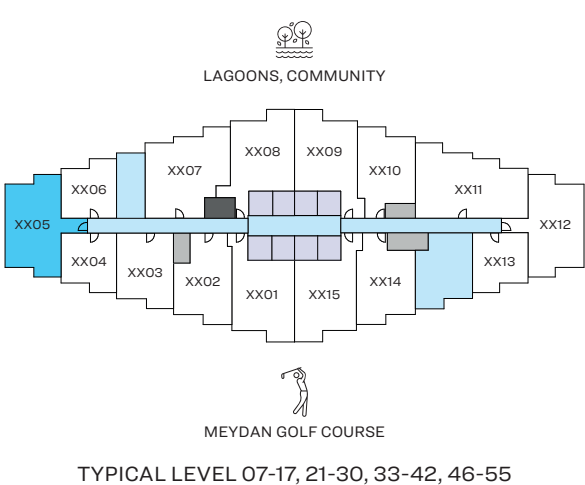 LAGOONS, COMMUNITY
XX08
XX09
XX07
XX10
XX06
XX11
XX05
XX12
XX04
XX03
XX02
XX01
XX15
XX14
XX13
MEYDAN GOLF COURSE
TYPICAL LEVEL 07-17, 21-30, 33-42, 46-55